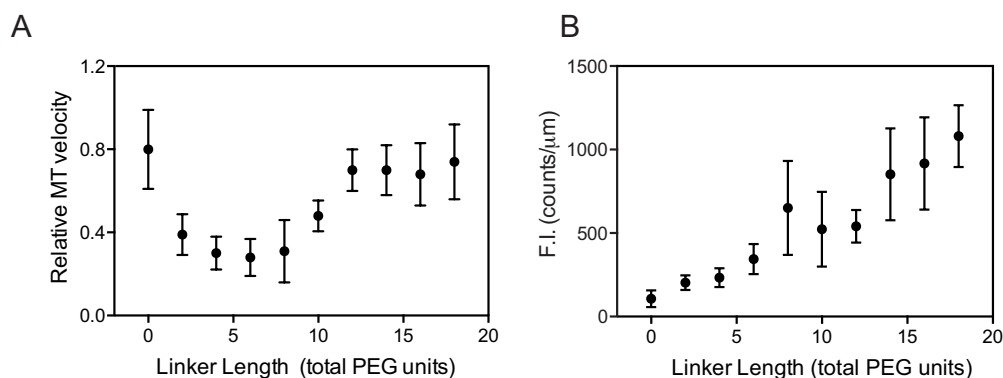 A
B
Relative MT velocity
1.2
0.8
0.4
0.0
0 5 10 15 20
Linker Length (total PEG units)
F.I. (counts/μm)
1500
1000
500
0
0 5 10 15 20
Linker Length (total PEG units)